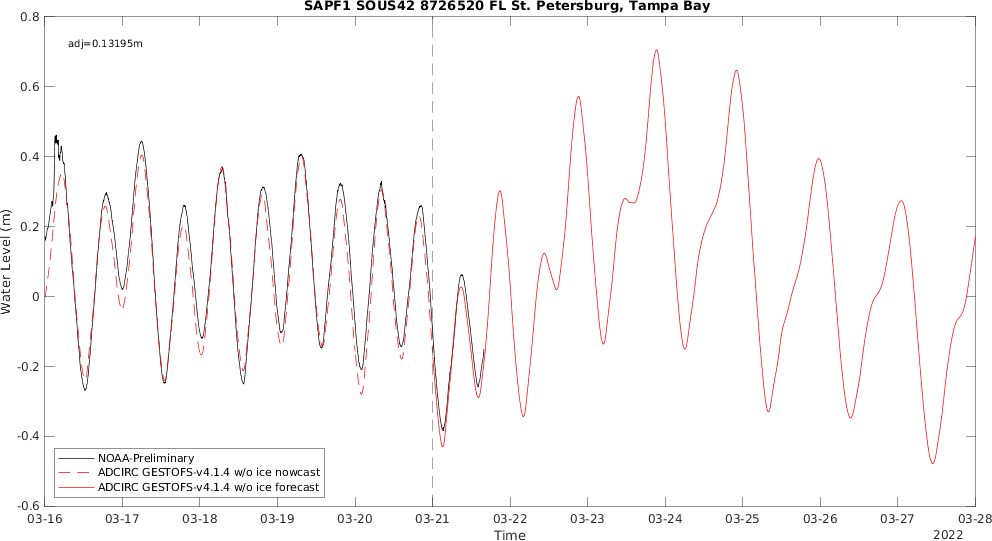 SAPF1 SOUS42 8726520 FL St. Petersburg, Tampa Bay
adj=0.13195m
0.8
0.6
0.4
0.2
0
-0.2
-0.4
-0.6
Water Level (m)
NOAA-Preliminary
ADCIRC GESTOFS-v4.1.4 w/o ice nowcast
ADCIRC GESTOFS-v4.1.4 w/o ice forecast
03-16 03-17 03-18 03-19 03-20 03-21 03-22 03-23 03-24 03-25 03-26 03-27 03-28
Time
2022